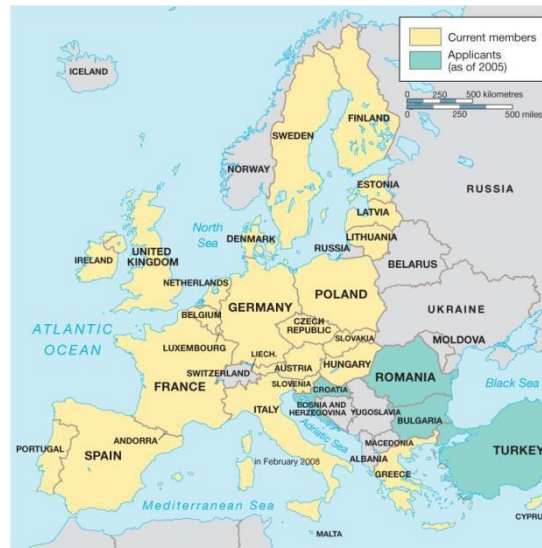 Current members
Applicants
(as of 2005)
0 250 500 kilometres
0 250 500 miles
ICELAND
FINLAND
SWEDEN
NORWAY
RUSSIA
ESTONIA
North
Sea
LATVIA
DENMARK
LITHUANIA
RUSSIA
IRELAND
UNITED
KINGDOM
BELARUS
NETHERLANDS
GERMANY
POLAND
BELGIUM
UKRAINE
ATLANTIC
OCEAN
CZECH
REPUBLIC
LUXEMBOURG
SLOVAKIA
MOLDOVA
LIECH.
SWITZERLAND
AUSTRIA
HUNGARY
FRANCE
SLOVENIA
ROMANIA
CROATIA
Black Sea
ITALY
BOSNIA AND
HERZEGOVINA
YUGOSLAVIA
BULGARIA
Adriatic Sea
ANDORRA
PORTUGAL
SPAIN
MACEDONIA
TURKEY
ALBANIA
in February 2008
GREECE
Mediterranean Sea
MALTA
CYPRU